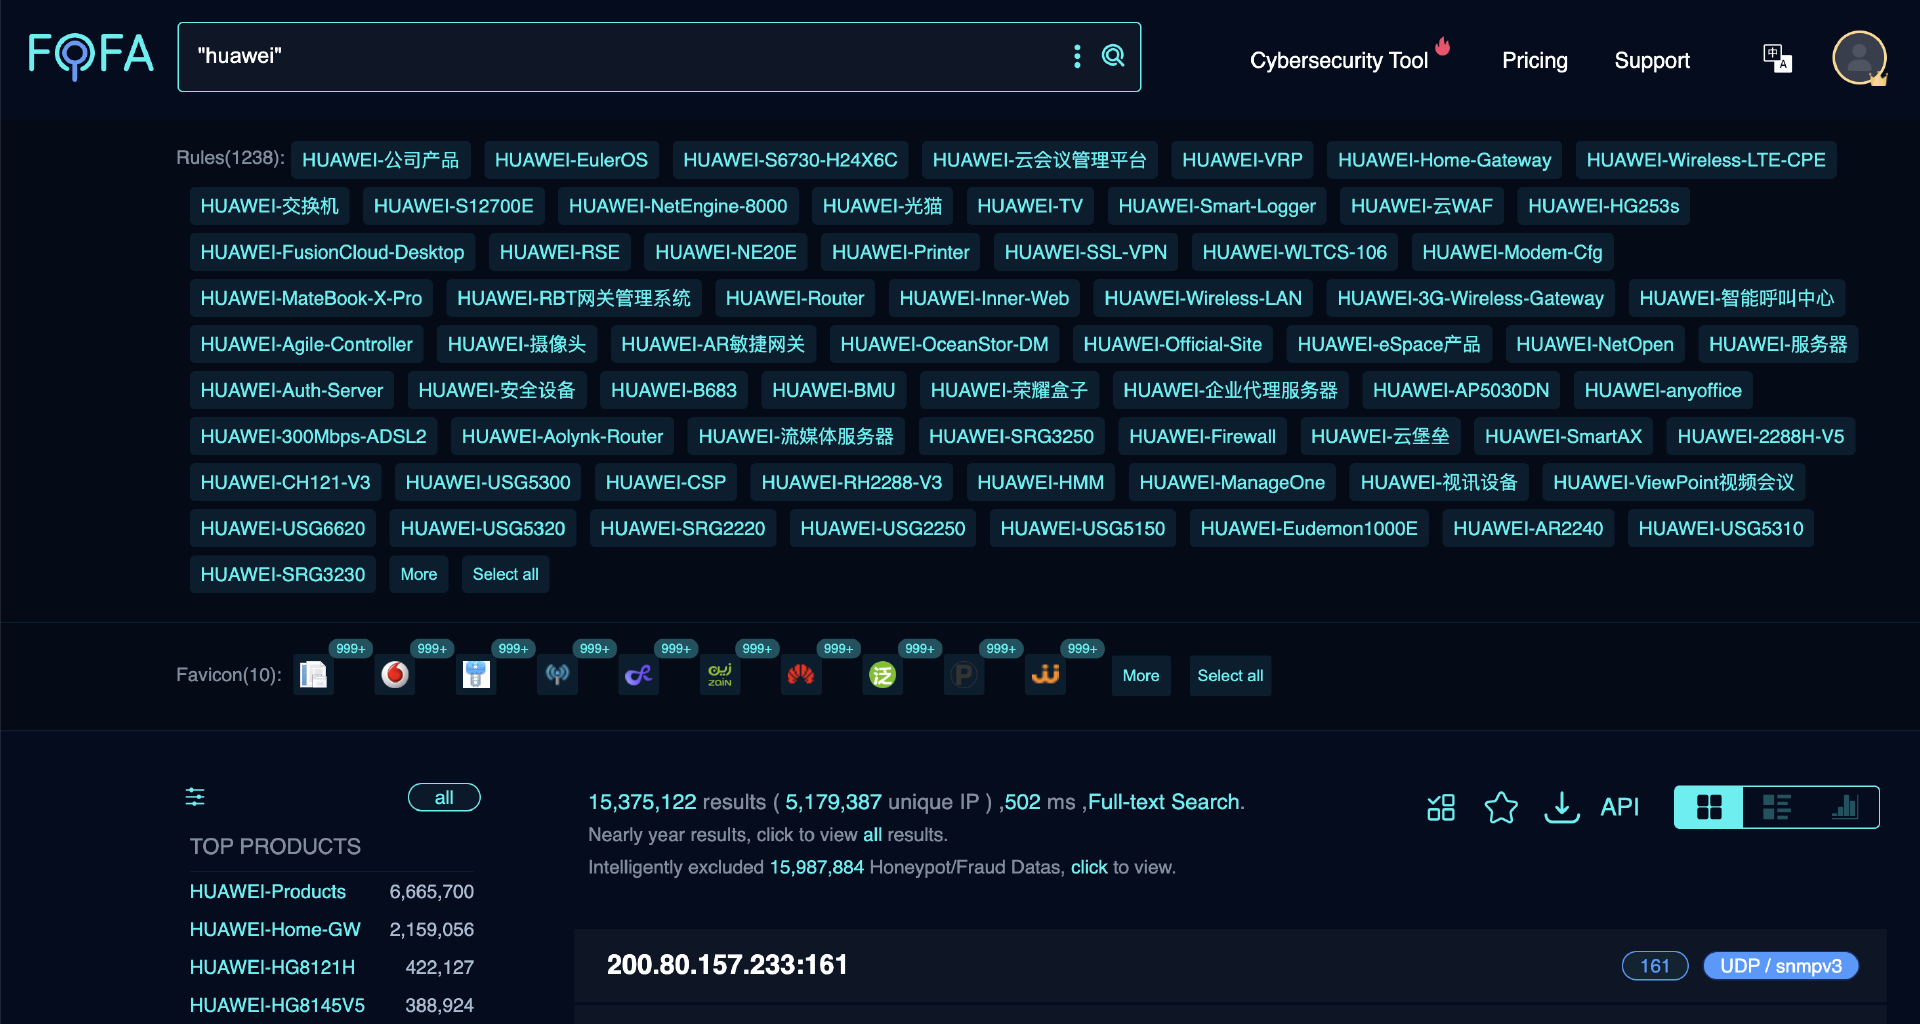 FOFA
"huawei"
Cybersecurity Tool
Pricing
Support
中 A
Rules(1238): HUAWEI-公司产品 HUAWEI-EulerOS HUAWEI-S6730-H24X6C HUAWEI-云会议管理平台 HUAWEI-VRP HUAWEI-Home-Gateway HUAWEI-Wireless-LTE-CPE
HUAWEI-交换机 HUAWEI-S12700E HUAWEI-NetEngine-8000 HUAWEI-光猫 HUAWEI-TV HUAWEI-Smart-Logger HUAWEI-云WAF HUAWEI-HG253s
HUAWEI-FusionCloud-Desktop HUAWEI-RSE HUAWEI-NE20E HUAWEI-Printer HUAWEI-SSL-VPN HUAWEI-WLTCS-106 HUAWEI-Modem-Cfg
HUAWEI-MateBook-X-Pro HUAWEI-RBT网关管理系统 HUAWEI-Router HUAWEI-Inner-Web HUAWEI-Wireless-LAN HUAWEI-3G-Wireless-Gateway HUAWEI-智能呼叫中心
HUAWEI-Agile-Controller HUAWEI-摄像头 HUAWEI-AR敏捷网关 HUAWEI-OceanStor-DM HUAWEI-Official-Site HUAWEI-eSpace产品 HUAWEI-NetOpen HUAWEI-服务器
HUAWEI-Auth-Server HUAWEI-安全设备 HUAWEI-B683 HUAWEI-BMU HUAWEI-荣耀盒子 HUAWEI-企业代理服务器 HUAWEI-AP5030DN HUAWEI-anyoffice
HUAWEI-300Mbps-ADSL2 HUAWEI-Aolynk-Router HUAWEI-流媒体服务器 HUAWEI-SRG3250 HUAWEI-Firewall HUAWEI-云堡垒 HUAWEI-SmartAX HUAWEI-2288H-V5
HUAWEI-CH121-V3 HUAWEI-USG5300 HUAWEI-CSP HUAWEI-RH2288-V3 HUAWEI-HMM HUAWEI-ManageOne HUAWEI-视讯设备 HUAWEI-ViewPoint视频会议
HUAWEI-USG6620 HUAWEI-USG5320 HUAWEI-SRG2220 HUAWEI-USG2250 HUAWEI-USG5150 HUAWEI-Eudemon1000E HUAWEI-AR2240 HUAWEI-USG5310
HUAWEI-SRG3230 More Select all
999+ 999+ 999+ 999+ 999+ 999+ 999+ 999+ 999+ 999+
Favicon(10): زين zain 泛 P More Select all
all
TOP PRODUCTS
HUAWEI-Products 6,665,700
HUAWEI-Home-GW 2,159,056
HUAWEI-HG8121H 422,127
HUAWEI-HG8145V5 388,924
15,375,122 results ( 5,179,387 unique IP ) ,502 ms ,Full-text Search.
Nearly year results, click to view all results.
Intelligently excluded 15,987,884 Honeypot/Fraud Datas, click to view.
API
200.80.157.233:161
161
UDP / snmpv3